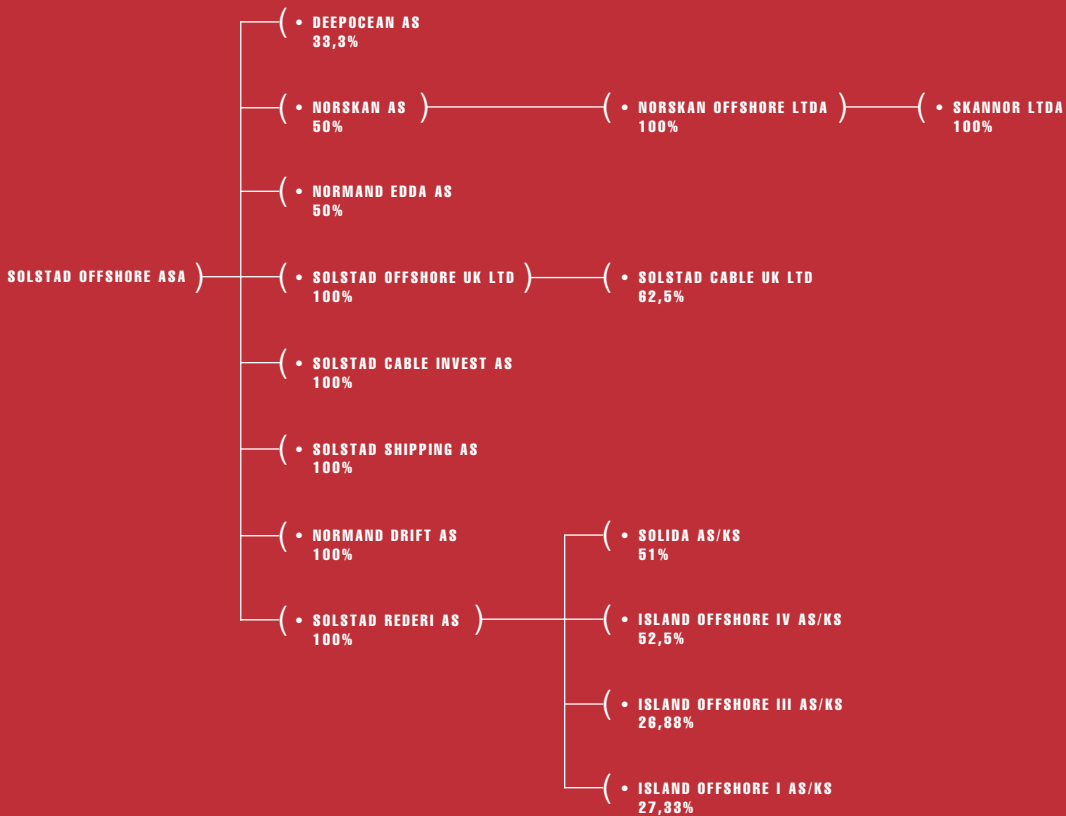 • DEEPOCEAN AS
33,3%
• NORSKAN AS
50%
• NORSKAN OFFSHORE LTDA
100%
• SKANNOR LTDA
100%
• NORMAND EDDA AS
50%
SOLSTAD OFFSHORE ASA
• SOLSTAD OFFSHORE UK LTD
100%
• SOLSTAD CABLE UK LTD
62,5%
• SOLSTAD CABLE INVEST AS
100%
• SOLSTAD SHIPPING AS
100%
• NORMAND DRIFT AS
100%
• SOLSTAD REDERI AS
100%
• SOLIDA AS/KS
51%
• ISLAND OFFSHORE IV AS/KS
52,5%
• ISLAND OFFSHORE III AS/KS
26,88%
• ISLAND OFFSHORE I AS/KS
27,33%